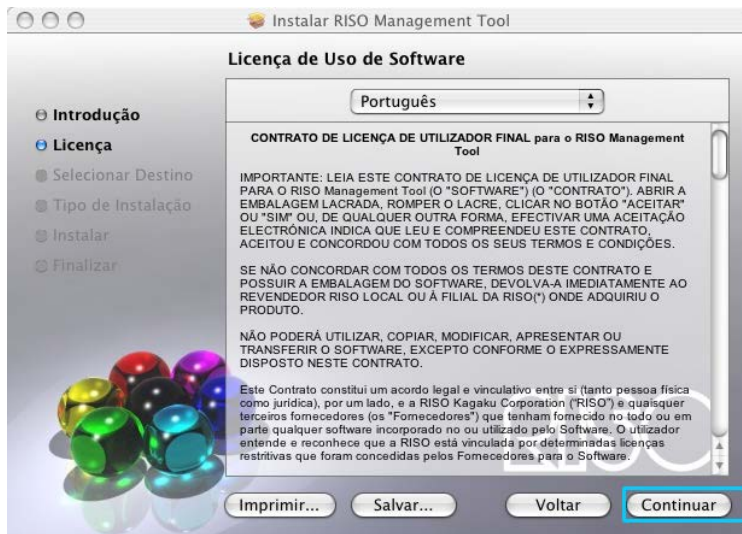 Instalar RISO Management Tool
Licença de Uso de Software
Introdução
Licença
Selecionar Destino
Tipo de Instalação
Instalar
Finalizar
Português
CONTRATO DE LICENÇA DE UTILIZADOR FINAL para o RISO Management
Tool
IMPORTANTE: LEIA ESTE CONTRATO DE LICENÇA DE UTILIZADOR FINAL
PARA O RISO Management Tool (O "SOFTWARE") (O "CONTRATO"). ABRIR A
EMBALAGEM LACRADA, ROMPER O LACRE, CLICAR NO BOTÃO "ACEITAR"
OU "SIM" OU, DE QUALQUER OUTRA FORMA, EFECTIVAR UMA ACEITAÇÃO
ELECTRÓNICA INDICA QUE LEU E COMPREENDEU ESTE CONTRATO,
ACEITOU E CONCORDOU COM TODOS OS SEUS TERMOS E CONDIÇÕES.
SE NÃO CONCORDAR COM TODOS OS TERMOS DESTE CONTRATO E
POSSUIR A EMBALAGEM DO SOFTWARE, DEVOLVA-A IMEDIATAMENTE AO
REVENDEDOR RISO LOCAL OU À FILIAL DA RISO(*) ONDE ADQUIRIU O
PRODUTO.
NÃO PODERÁ UTILIZAR, COPIAR, MODIFICAR, APRESENTAR OU
TRANSFERIR O SOFTWARE, EXCEPTO CONFORME O EXPRESSAMENTE
DISPOSTO NESTE CONTRATO.
Este Contrato constitui um acordo legal e vinculativo entre si (tanto pessoa física
como jurídica), por um lado, e a RISO Kagaku Corporation ("RISO") e quaisquer
terceiros fornecedores (os "Fornecedores") que tenham fornecido no todo ou em
parte qualquer software incorporado no ou utilizado pelo Software. O utilizador
entende e reconhece que a RISO está vinculada por determinadas licenças
restritivas que foram concedidas pelos Fornecedores para o Software.
RISO
Imprimir...
Salvar...
Voltar
Continuar